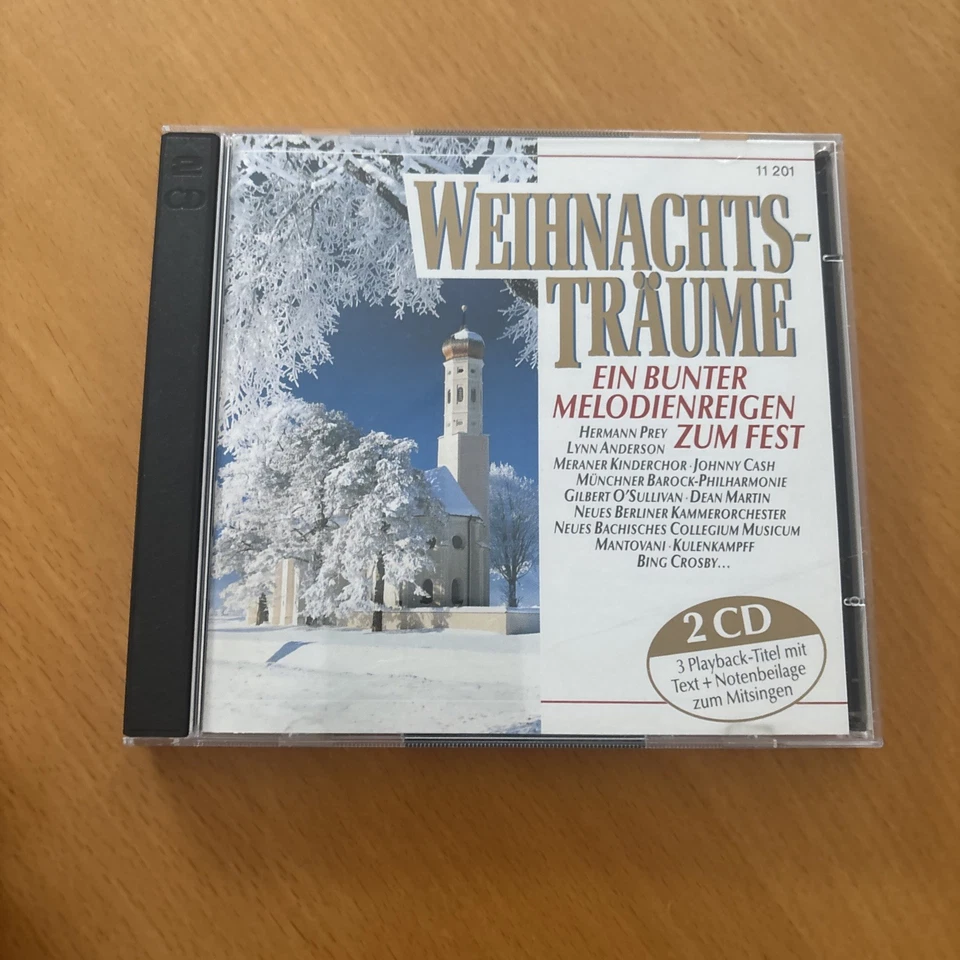 2
CD
11 201
WEIHNACHTS-
TRÄUME
EIN BUNTER
MELODIENREIGEN
ZUM FEST
HERMANN PREY
LYNN ANDERSON
MERANER KINDERCHOR · JOHNNY CASH
MÜNCHNER BAROCK-PHILHARMONIE
GILBERT O'SULLIVAN · DEAN MARTIN
NEUES BERLINER KAMMERORCHESTER
NEUES BACHISCHES COLLEGIUM MUSICUM
MANTOVANI · KULENKAMPFF
BING CROSBY...
2 CD
3 Playback-Titel mit
Text + Notenbeilage
zum Mitsingen